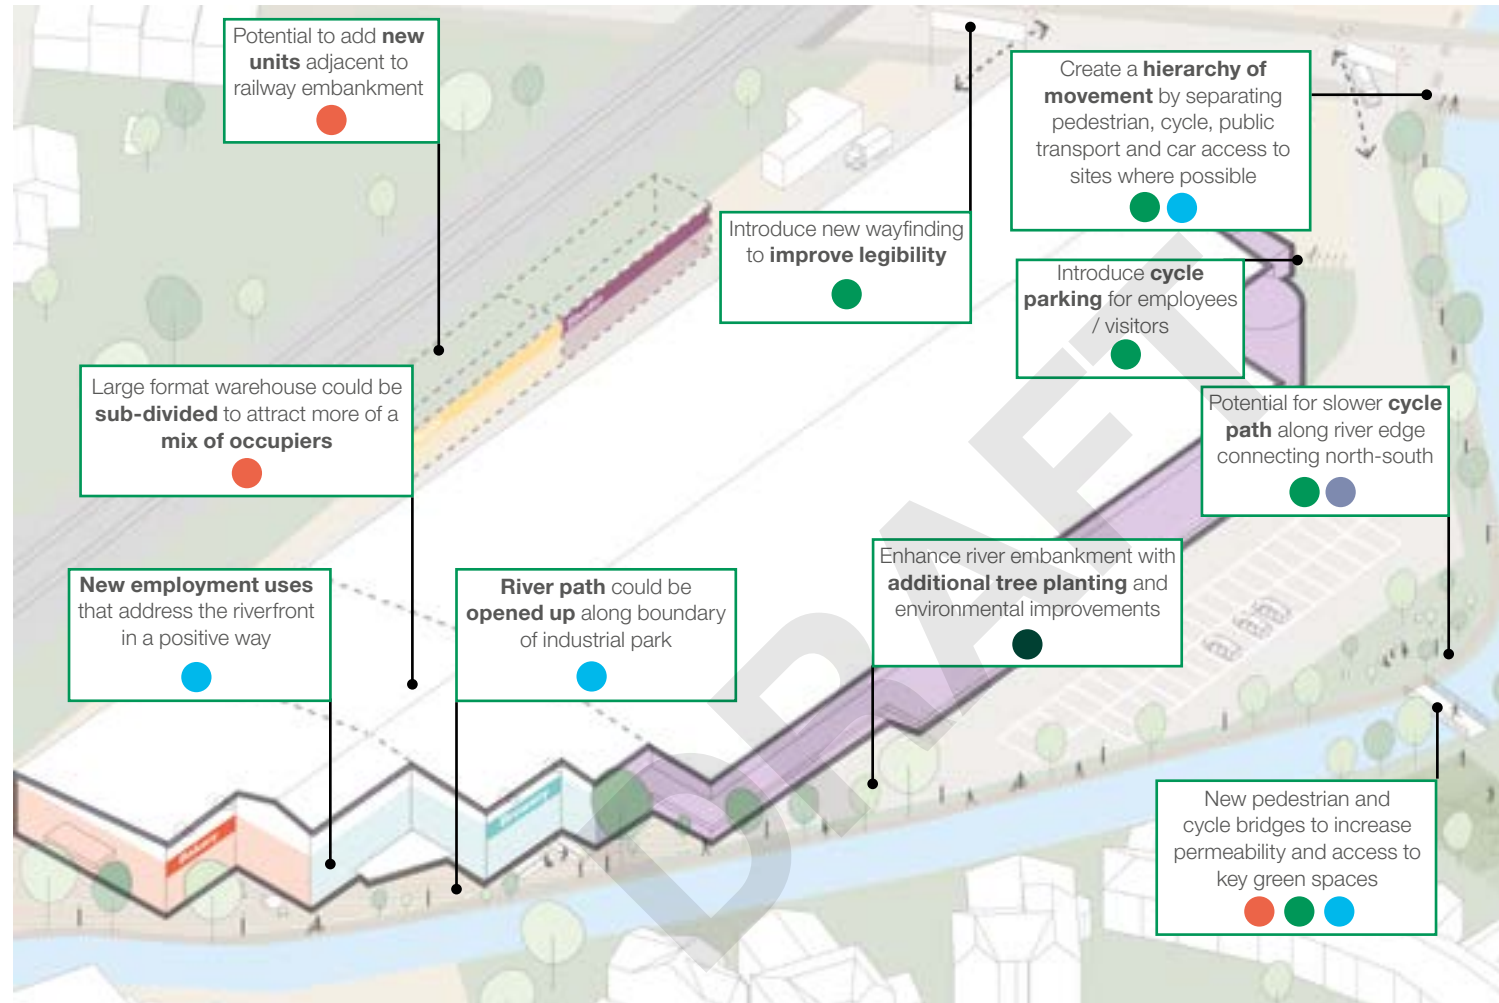 Potential to add new
units adjacent to
railway embankment
Create a hierarchy of
movement by separating
pedestrian, cycle, public
transport and car access to
sites where possible
Introduce new wayfinding
to improve legibility
Introduce cycle
parking for employees
/ visitors
Large format warehouse could be
sub-divided to attract more of a
mix of occupiers
Potential for slower cycle
path along river edge
connecting north-south
New employment uses
that address the riverfront
in a positive way
River path could be
opened up along boundary
of industrial park
Enhance river embankment with
additional tree planting and
environmental improvements
New pedestrian and
cycle bridges to increase
permeability and access to
key green spaces
Bakery
Brewery
DRAFT